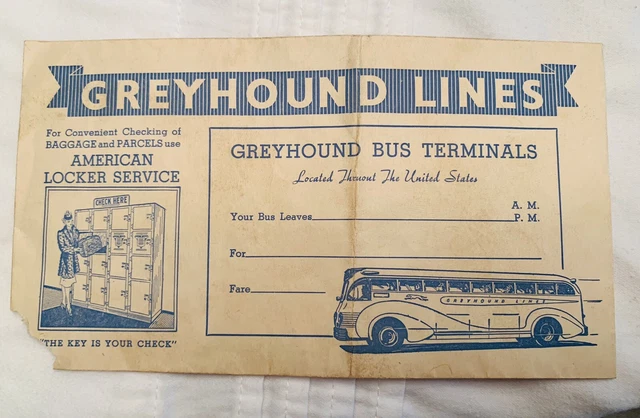 GREYHOUND LINES
For Convenient Checking of
BAGGAGE and PARCELS use
AMERICAN
LOCKER SERVICE
CHECK HERE
"THE KEY IS YOUR CHECK"
GREYHOUND BUS TERMINALS
Located Thruout The United States
A. M.
Your Bus Leaves P. M.
For
Fare
GREYHOUND LINES